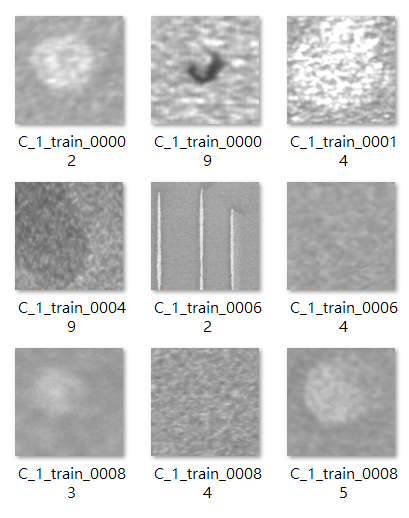 C_1_train_0000
2
C_1_train_0000
9
C_1_train_0001
4
C_1_train_0004
9
C_1_train_0006
2
C_1_train_0006
4
C_1_train_0008
3
C_1_train_0008
4
C_1_train_0008
5